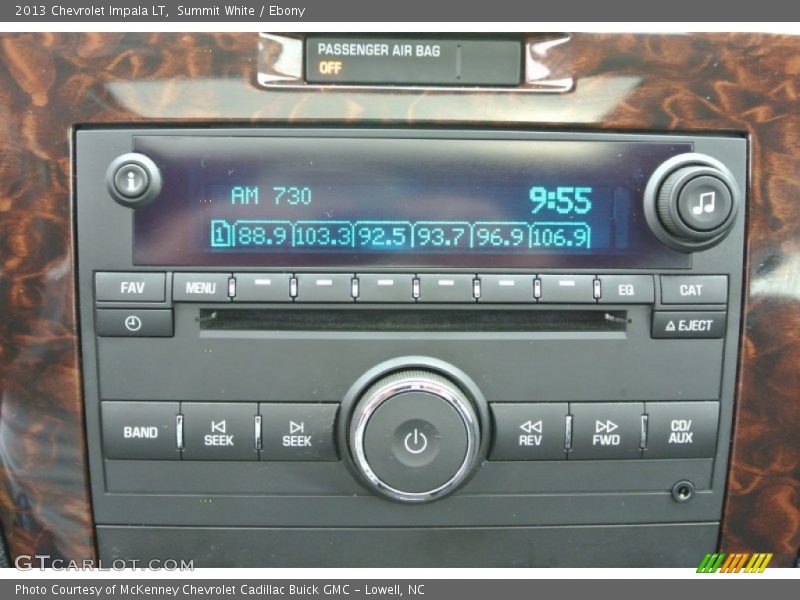 2013 Chevrolet Impala LT, Summit White / Ebony
PASSENGER AIR BAG
OFF
i
AM 730 9:55
1 88.9 103.3 92.5 93.7 96.9 106.9
FAV MENU EQ CAT
EJECT
BAND SEEK SEEK REV FWD CD/
AUX
GTCARLOT.COM
Photo Courtesy of McKenney Chevrolet Cadillac Buick GMC – Lowell, NC